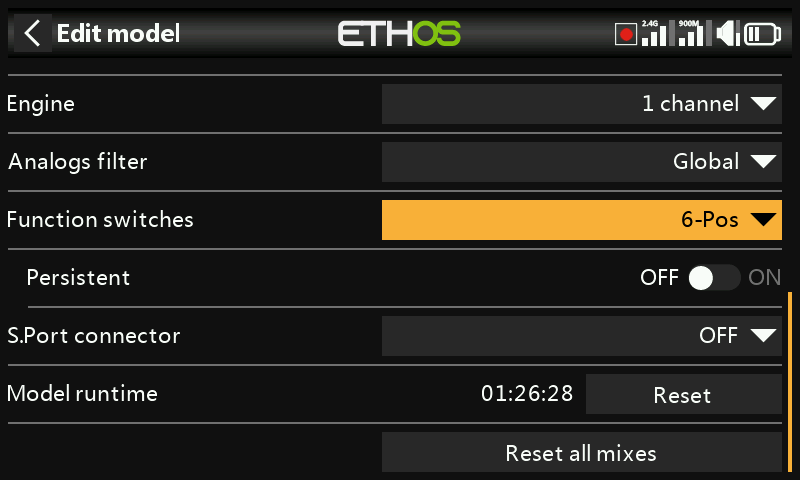 Edit model
ETHOS
2.4G
900M
Engine
1 channel
Analogs filter
Global
Function switches
6-Pos
Persistent
OFF
ON
S.Port connector
OFF
Model runtime
01:26:28
Reset
Reset all mixes